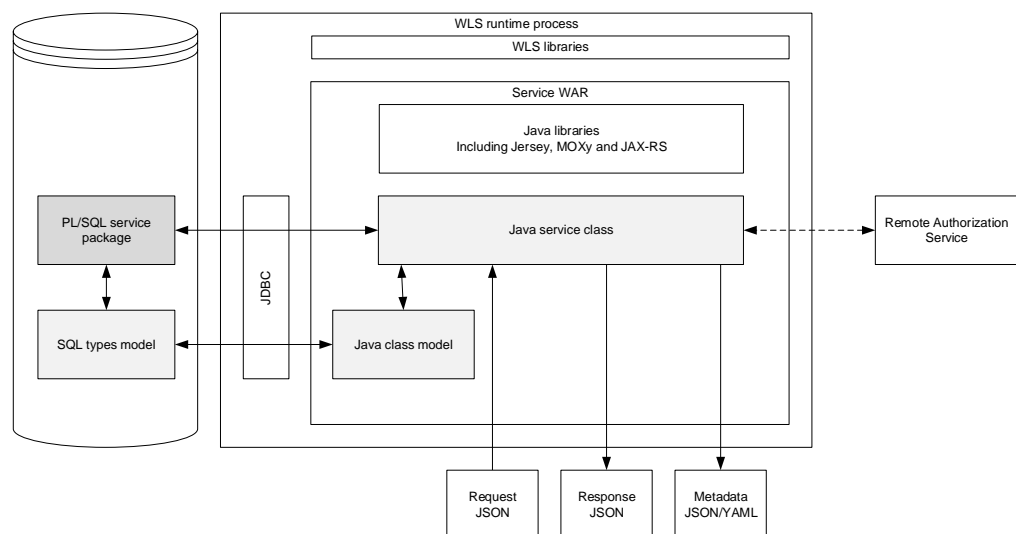 WLS runtime process
WLS libraries
Service WAR
Java libraries
Including Jersey, MOXy and JAX-RS
PL/SQL service
package
JDBC
Java service class
Remote Authorization
Service
SQL types model
Java class model
Request
JSON
Response
JSON
Metadata
JSON/YAML